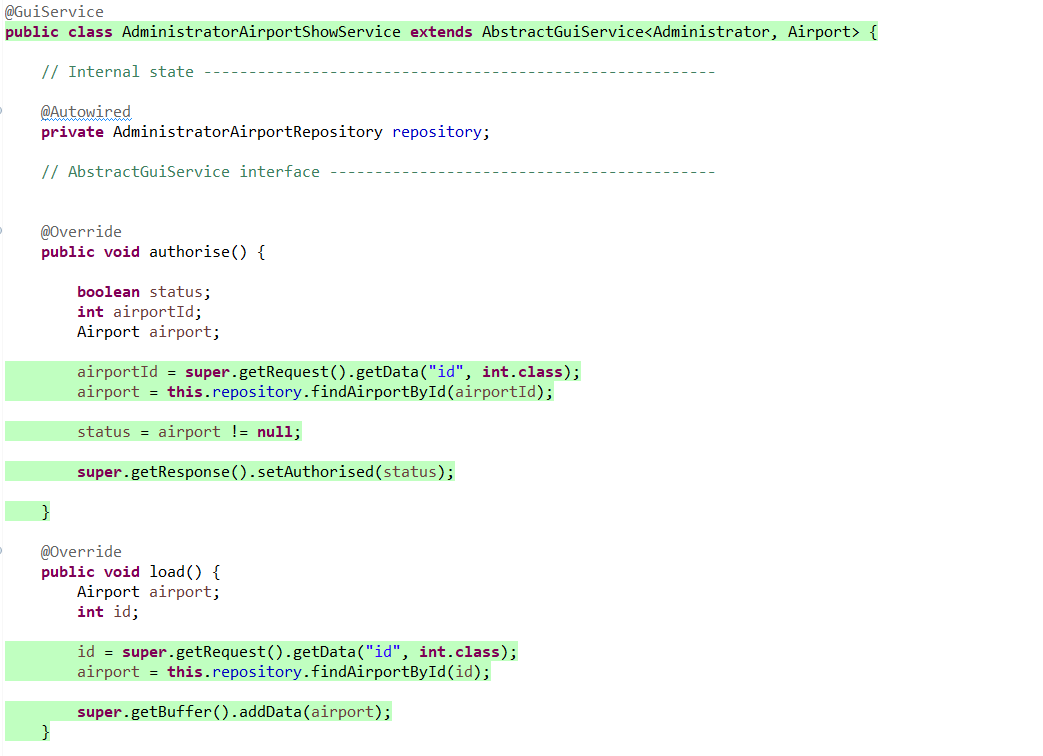 @GuiService
public class AdministratorAirportShowService extends AbstractGuiService<Administrator, Airport> {
// Internal state ---------------------------------------------------------
@Autowired
private AdministratorAirportRepository repository;
// AbstractGuiService interface -------------------------------------------
@Override
public void authorise() {
boolean status;
int airportId;
Airport airport;
airportId = super.getRequest().getData("id", int.class);
airport = this.repository.findAirportById(airportId);
status = airport != null;
super.getResponse().setAuthorised(status);
}
@Override
public void load() {
Airport airport;
int id;
id = super.getRequest().getData("id", int.class);
airport = this.repository.findAirportById(id);
super.getBuffer().addData(airport);
}